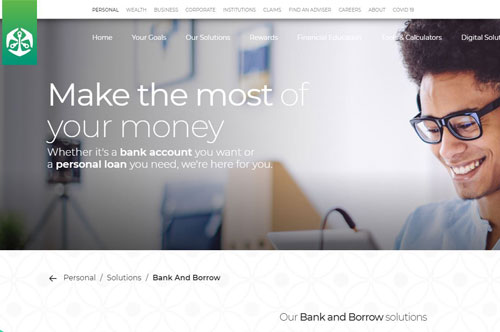 PERSONAL WEALTH BUSINESS CORPORATE INSTITUTIONS CLAIMS FIND AN ADVISER CAREERS ABOUT COVID 19
Home Your Goals Our Solutions Rewards Financial Education Tools & Calculators Digital Solut
Make the most of
your money
Whether it's a bank account you want or
a personal loan you need, we're here for you.
← Personal / Solutions / Bank And Borrow
Our Bank and Borrow solutions